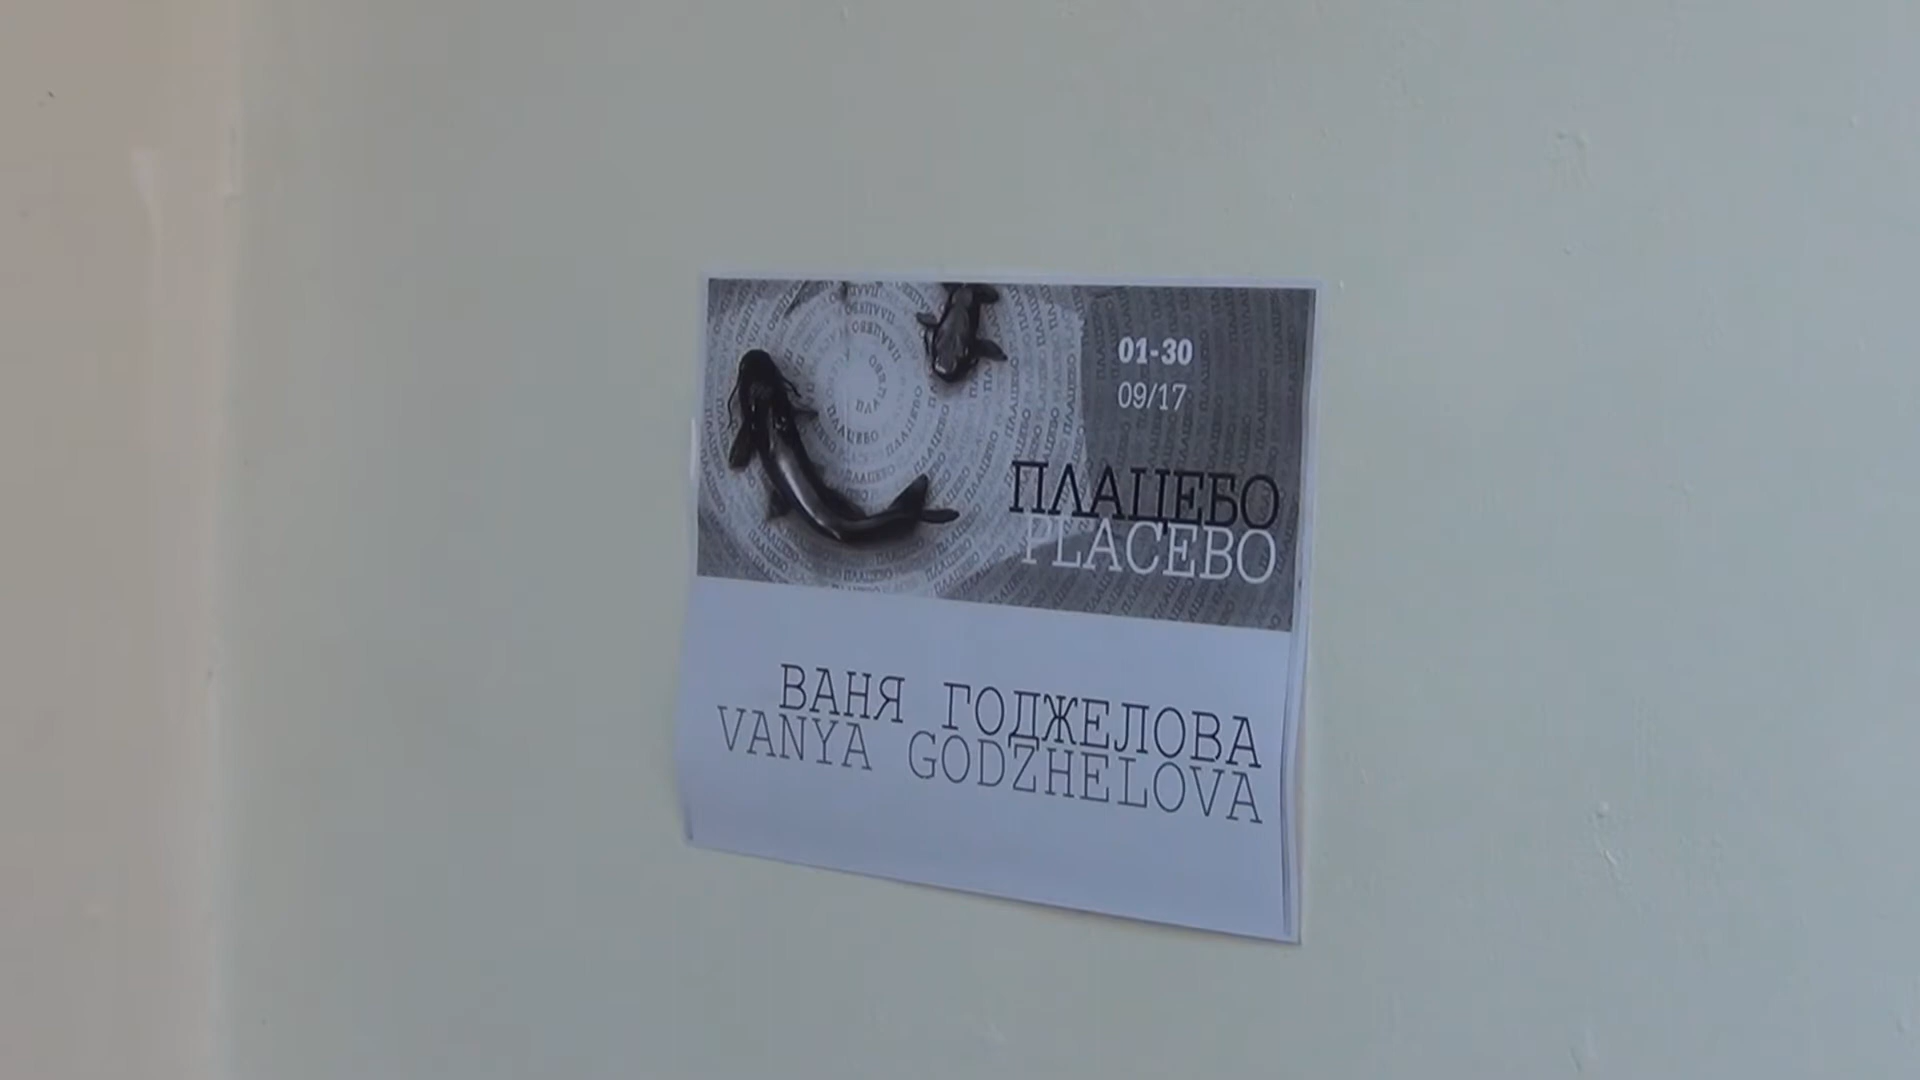 01-30
09/17
ПЛАЦЕБО
PLACEBO
ВАНЯ ГОДЖЕЛОВА
VANYA GODZHELOVA